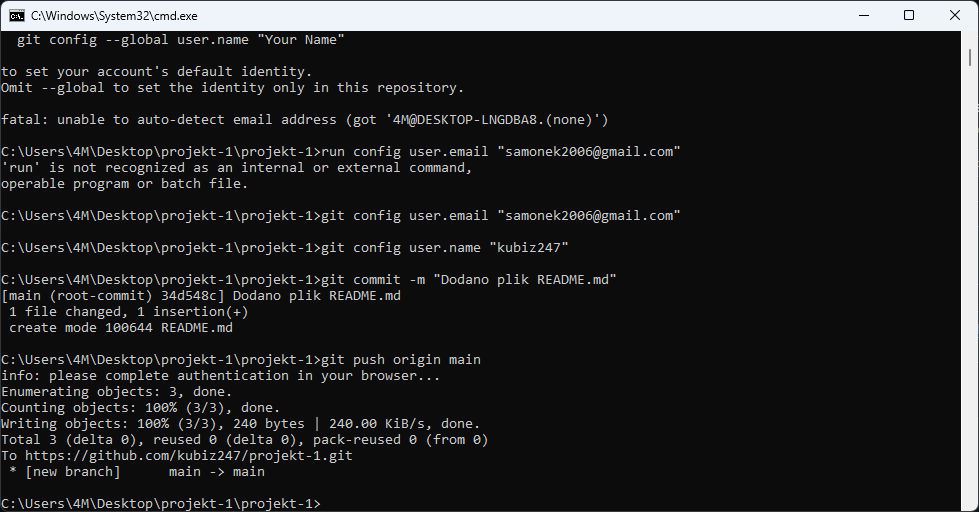 C:\Windows\System32\cmd.exe
git config --global user.name "Your Name"
to set your account's default identity.
Omit --global to set the identity only in this repository.
fatal: unable to auto-detect email address (got '4M@DESKTOP-LNGDBA8.(none)')
C:\Users\4M\Desktop\projekt-1\projekt-1>run config user.email "samonek2006@gmail.com"
'run' is not recognized as an internal or external command,
operable program or batch file.
C:\Users\4M\Desktop\projekt-1\projekt-1>git config user.email "samonek2006@gmail.com"
C:\Users\4M\Desktop\projekt-1\projekt-1>git config user.name "kubiz247"
C:\Users\4M\Desktop\projekt-1\projekt-1>git commit -m "Dodano plik README.md"
[main (root-commit) 34d548c] Dodano plik README.md
1 file changed, 1 insertion(+)
create mode 100644 README.md
C:\Users\4M\Desktop\projekt-1\projekt-1>git push origin main
info: please complete authentication in your browser...
Enumerating objects: 3, done.
Counting objects: 100% (3/3), done.
Writing objects: 100% (3/3), 240 bytes | 240.00 KiB/s, done.
Total 3 (delta 0), reused 0 (delta 0), pack-reused 0 (from 0)
To https://github.com/kubiz247/projekt-1.git
* [new branch]      main -> main
C:\Users\4M\Desktop\projekt-1\projekt-1>